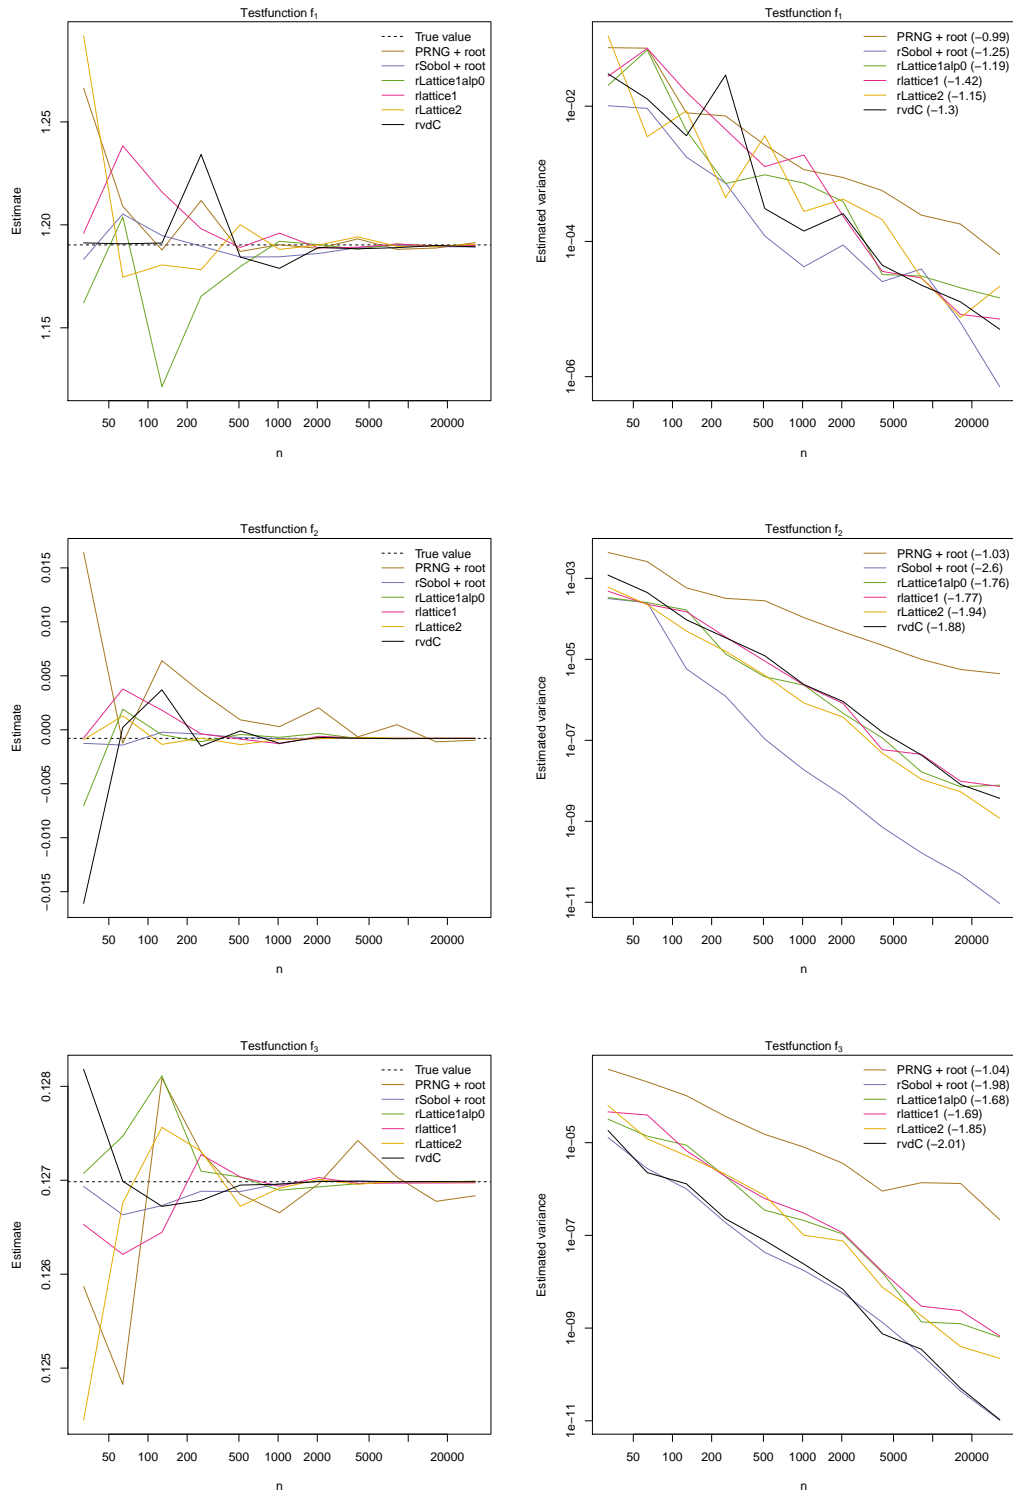 Testfunction f1
True value
PRNG + root
rSobol + root
rLattice1alp0
rlattice1
rLattice2
rvdC
Estimate
1.25
1.20
1.15
50 100 200 500 1000 2000 5000 20000
n
Testfunction f1
PRNG + root (−0.99)
rSobol + root (−1.25)
rLattice1alp0 (−1.19)
rlattice1 (−1.42)
rLattice2 (−1.15)
rvdC (−1.3)
Estimated variance
1e−02
1e−04
1e−06
50 100 200 500 1000 2000 5000 20000
n
Testfunction f2
True value
PRNG + root
rSobol + root
rLattice1alp0
rlattice1
rLattice2
rvdC
Estimate
0.015
0.010
0.005
0.000
−0.005
−0.010
−0.015
50 100 200 500 1000 2000 5000 20000
n
Testfunction f2
PRNG + root (−1.03)
rSobol + root (−2.6)
rLattice1alp0 (−1.76)
rlattice1 (−1.77)
rLattice2 (−1.94)
rvdC (−1.88)
Estimated variance
1e−03
1e−05
1e−07
1e−09
1e−11
50 100 200 500 1000 2000 5000 20000
n
Testfunction f3
True value
PRNG + root
rSobol + root
rLattice1alp0
rlattice1
rLattice2
rvdC
Estimate
0.128
0.127
0.126
0.125
50 100 200 500 1000 2000 5000 20000
n
Testfunction f3
PRNG + root (−1.04)
rSobol + root (−1.98)
rLattice1alp0 (−1.68)
rlattice1 (−1.69)
rLattice2 (−1.85)
rvdC (−2.01)
Estimated variance
1e−05
1e−07
1e−09
1e−11
50 100 200 500 1000 2000 5000 20000
n